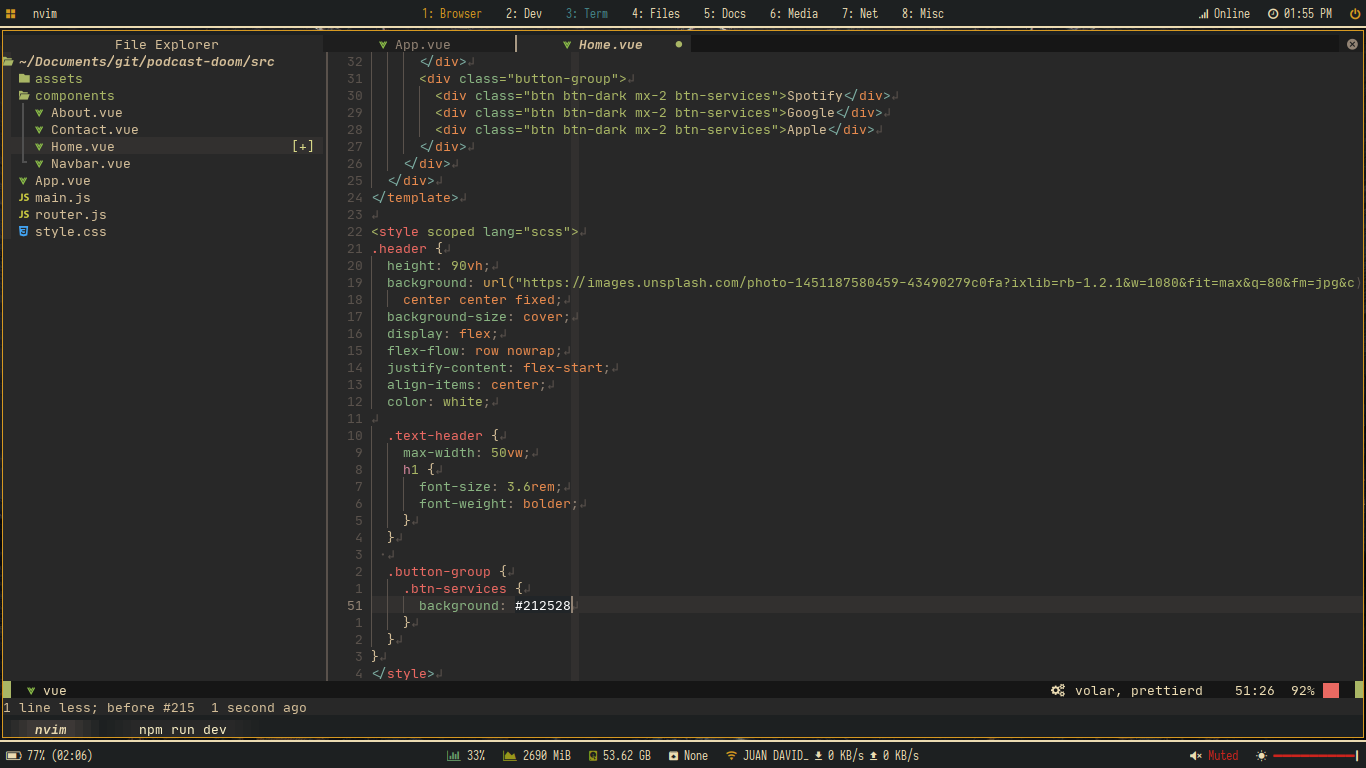 nvim 1: Browser 2: Dev 3: Term 4: Files 5: Docs 6: Media 7: Net 8: Misc Online 01:55 PM
File Explorer
~/Documents/git/podcast-doom/src
assets
components
About.vue
Contact.vue
Home.vue [+]
Navbar.vue
App.vue
JS main.js
JS router.js
style.css
App.vue Home.vue
32 </div>
31 <div class="button-group">
30 <div class="btn btn-dark mx-2 btn-services">Spotify</div>
29 <div class="btn btn-dark mx-2 btn-services">Google</div>
28 <div class="btn btn-dark mx-2 btn-services">Apple</div>
27 </div>
26 </div>
25 </div>
24 </template>
23
22 <style scoped lang="scss">
21 .header {
20 height: 90vh;
19 background: url("https://images.unsplash.com/photo-1451187580459-43490279c0fa?ixlib=rb-1.2.1&w=1080&fit=max&q=80&fm=jpg&c
18 center center fixed;
17 background-size: cover;
16 display: flex;
15 flex-flow: row nowrap;
14 justify-content: flex-start;
13 align-items: center;
12 color: white;
11
10 .text-header {
9 max-width: 50vw;
8 h1 {
7 font-size: 3.6rem;
6 font-weight: bolder;
5 }
4 }
3
2 .button-group {
1 .btn-services {
51 background: #212528
1 }
2 }
3 }
4 </style>
vue volar, prettierd 51:26 92%
1 line less; before #215 1 second ago
nvim npm run dev
77% (02:06) 33% 2690 MiB 53.62 GB None JUAN DAVID_ 0 KB/s 0 KB/s Muted